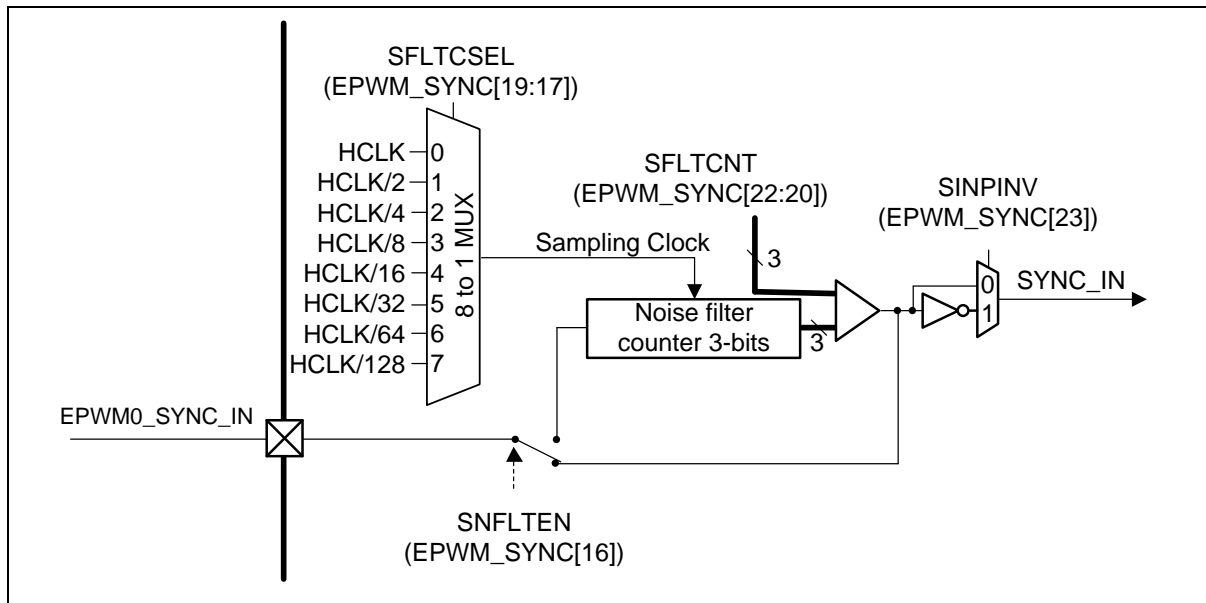 SFLTCSEL
(EPWM_SYNC[19:17])
HCLK 0
HCLK/2 1
HCLK/4 2
HCLK/8 3
HCLK/16 4
HCLK/32 5
HCLK/64 6
HCLK/128 7
8 to 1 MUX
Sampling Clock
SFLTCNT
(EPWM_SYNC[22:20])
3
Noise filter
counter 3-bits
3
SINPINV
(EPWM_SYNC[23])
0
1
SYNC_IN
EPWM0_SYNC_IN
SNFLTEN
(EPWM_SYNC[16])